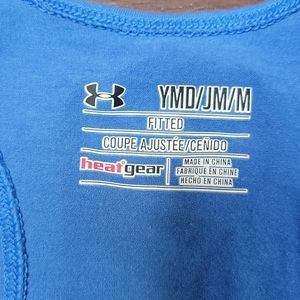 YMD/JM/M
FITTED
COUPE AJUSTÉE/CEÑIDO
heatgear
MADE IN CHINA
FABRIQUÉ EN CHINE
HECHO EN CHINA